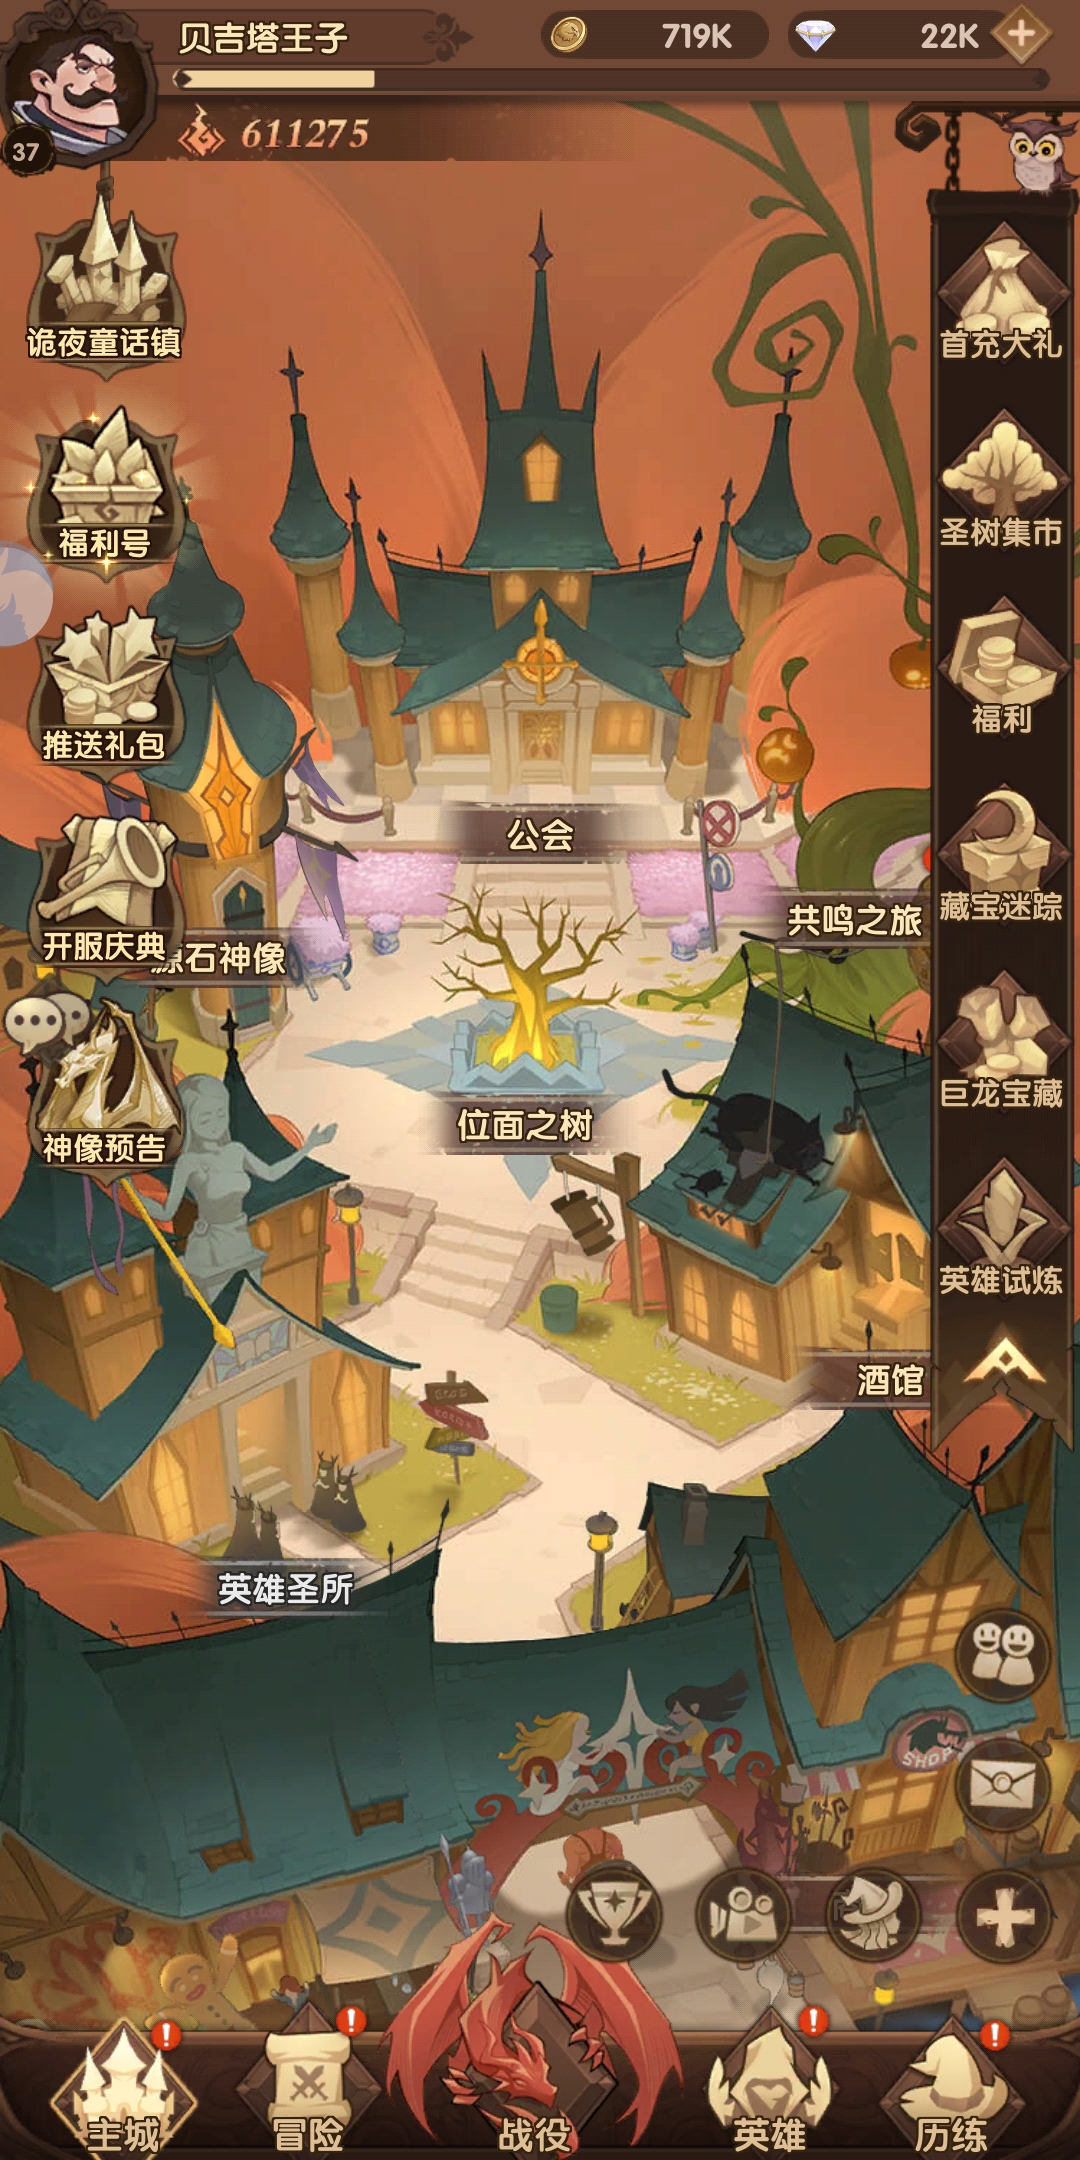 贝吉塔王子
719K
22K
37
611275
诡夜童话镇
首充大礼
福利号
圣树集市
推送礼包
福利
公会
藏宝迷踪
共鸣之旅
开服庆典
源石神像
巨龙宝藏
位面之树
神像预告
英雄试炼
酒馆
英雄圣所
SHOP
主城
冒险
战役
英雄
历练